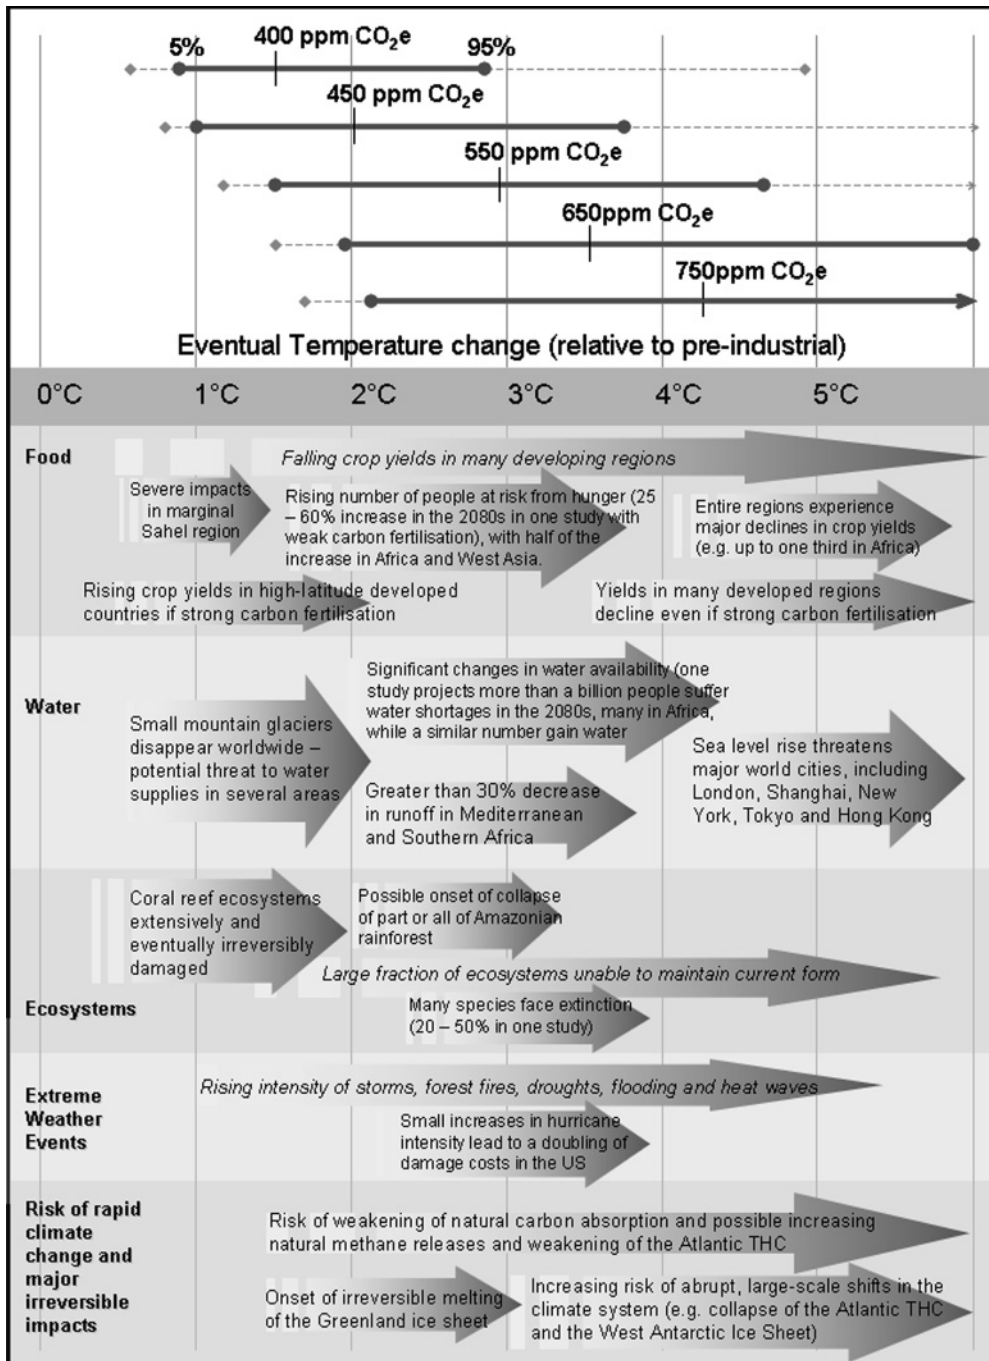 400 ppm CO₂e
5%
95%
450 ppm CO₂e
550 ppm CO₂e
650ppm CO₂e
750ppm CO₂e
Eventual Temperature change (relative to pre-industrial)
0°C 1°C 2°C 3°C 4°C 5°C
Food
Falling crop yields in many developing regions
Severe impacts
in marginal
Sahel region
Rising number of people at risk from hunger (25
– 60% increase in the 2080s in one study with
weak carbon fertilisation), with half of the
increase in Africa and West Asia.
Entire regions experience
major declines in crop yields
(e.g. up to one third in Africa)
Rising crop yields in high-latitude developed
countries if strong carbon fertilisation
Yields in many developed regions
decline even if strong carbon fertilisation
Water
Significant changes in water availability (one
study projects more than a billion people suffer
water shortages in the 2080s, many in Africa,
while a similar number gain water
Small mountain glaciers
disappear worldwide –
potential threat to water
supplies in several areas
Greater than 30% decrease
in runoff in Mediterranean
and Southern Africa
Sea level rise threatens
major world cities, including
London, Shanghai, New
York, Tokyo and Hong Kong
Ecosystems
Coral reef ecosystems
extensively and
eventually irreversibly
damaged
Possible onset of collapse
of part or all of Amazonian
rainforest
Large fraction of ecosystems unable to maintain current form
Many species face extinction
(20 – 50% in one study)
Extreme
Weather
Events
Rising intensity of storms, forest fires, droughts, flooding and heat waves
Small increases in hurricane
intensity lead to a doubling of
damage costs in the US
Risk of rapid
climate
change and
major
irreversible
impacts
Risk of weakening of natural carbon absorption and possible increasing
natural methane releases and weakening of the Atlantic THC
Onset of irreversible melting
of the Greenland ice sheet
Increasing risk of abrupt, large-scale shifts in the
climate system (e.g. collapse of the Atlantic THC
and the West Antarctic Ice Sheet)